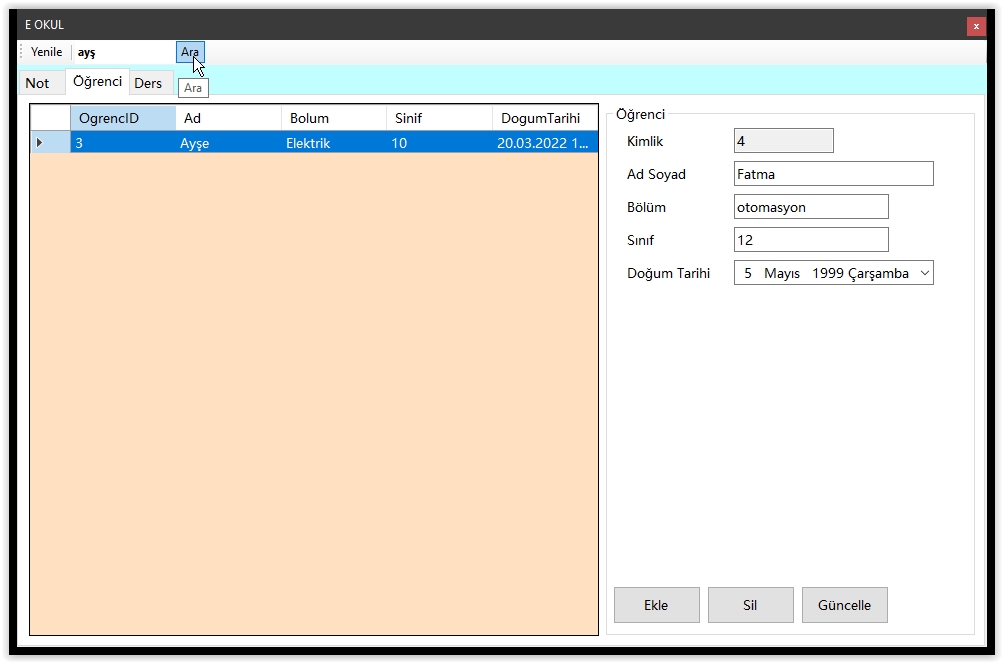 E OKUL
x
Yenile ayş Ara
Not Öğrenci Ders Ara
OgrencID Ad Bolum Sinif DogumTarihi
3 Ayşe Elektrik 10 20.03.2022 1...
Öğrenci
Kimlik 4
Ad Soyad Fatma
Bölüm otomasyon
Sınıf 12
Doğum Tarihi 5 Mayıs 1999 Çarşamba
Ekle Sil Güncelle